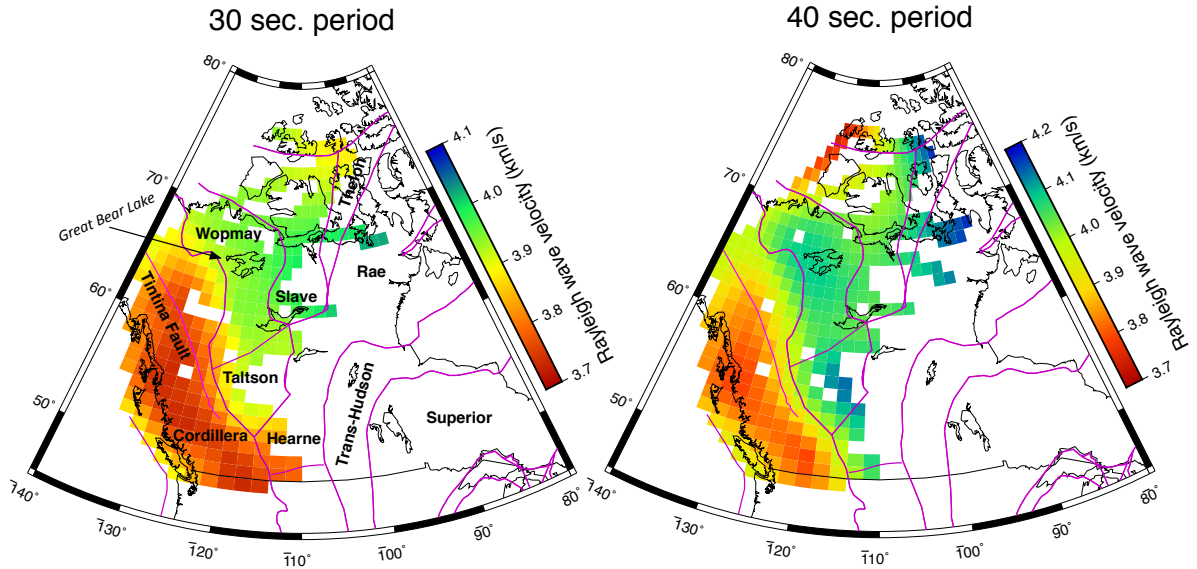 30 sec. period
40 sec. period
80°
70°
60°
50°
140°
130°
120°
110°
100°
90°
80°
Great Bear Lake
Wopmay
Thelon
Rae
Slave
Tintina Fault
Taltson
Cordillera
Hearne
Trans-Hudson
Superior
4.1
4.0
3.9
3.8
3.7
Rayleigh wave velocity (km/s)
80°
70°
60°
50°
140°
130°
120°
110°
100°
90°
80°
4.2
4.1
4.0
3.9
3.8
3.7
Rayleigh wave velocity (km/s)